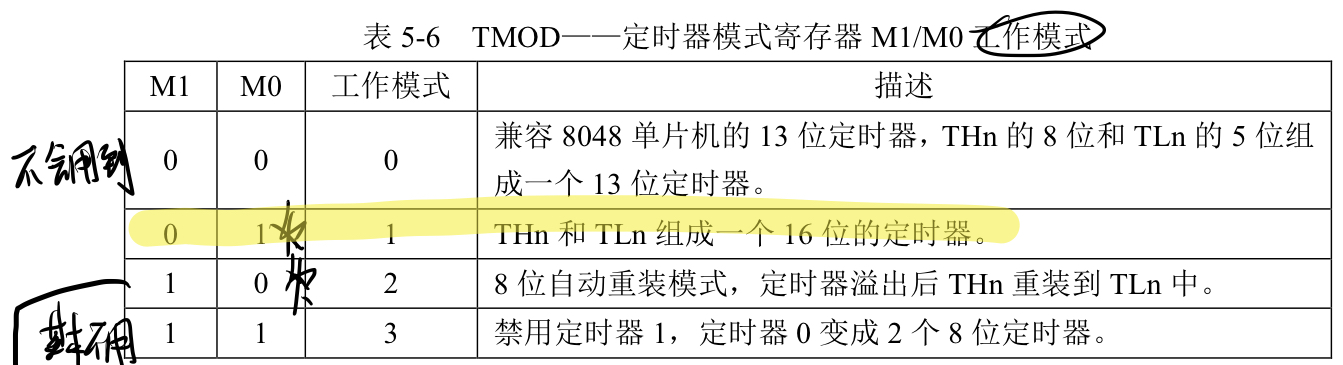 表 5-6 TMOD——定时器模式寄存器 M1/M0 工作模式
M1 M0 工作模式 描述
不会用到 0 0 0 兼容 8048 单片机的 13 位定时器，THn 的 8 位和 TLn 的 5 位组
成一个 13 位定时器。
0 1 1 THn 和 TLn 组成一个 16 位的定时器。
1 0 2 8 位自动重装模式，定时器溢出后 THn 重装到 TLn 中。
1 1 3 禁用定时器 1，定时器 0 变成 2 个 8 位定时器。